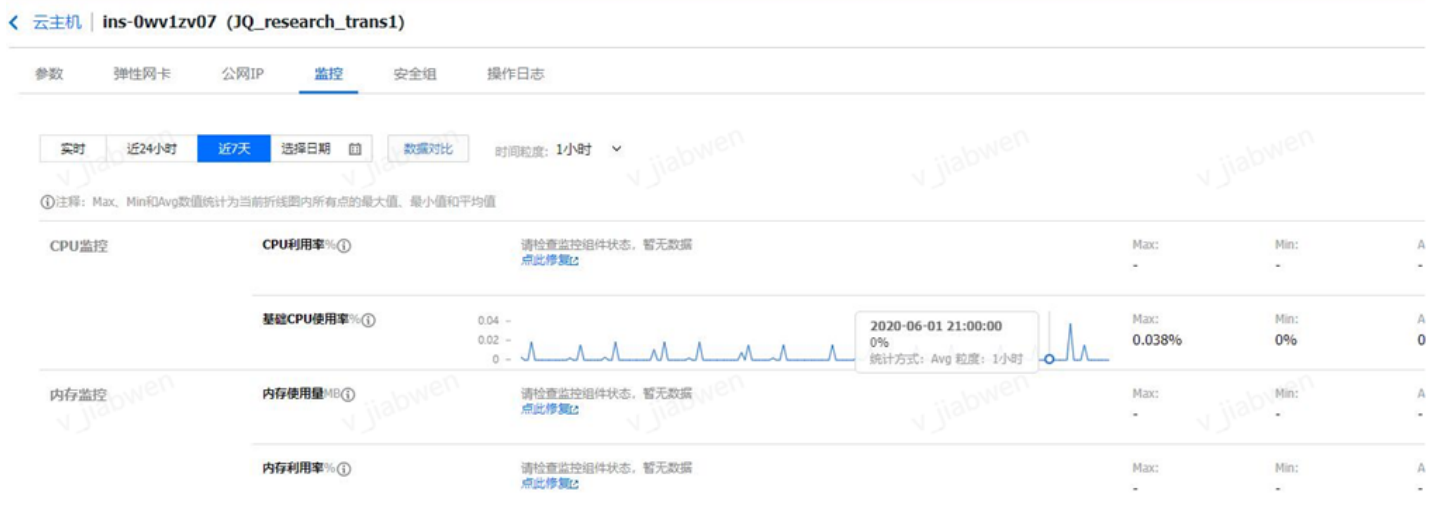 云主机 ins-0wv1zv07 (JQ_research_trans1)
参数 弹性网卡 公网IP 监控 安全组 操作日志
实时 近24小时 近7天 选择日期 数据对比 时间粒度: 1小时
注释：Max、Min和Avg数值统计为当前折线图内所有点的最大值、最小值和平均值
CPU监控 CPU利用率% 请检查监控组件状态，暂无数据 Max: Min: A
点此修复 - - -
基础CPU使用率% 0.04 Max: Min: A
0.02 0.038% 0% 0
0
2020-06-01 21:00:00
0%
统计方式：Avg 粒度：1小时
内存监控 内存使用量MB 请检查监控组件状态，暂无数据 Max: Min: A
点此修复 - - -
内存利用率% 请检查监控组件状态，暂无数据 Max: Min: A
点此修复 - - -
v_jiabwen
v_jiabwen
v_jiabwen
v_jiabwen
v_jiabwen
v_jiabwen
v_jiabwen
v_jiabwen
v_jiabwen
v_jiabwen